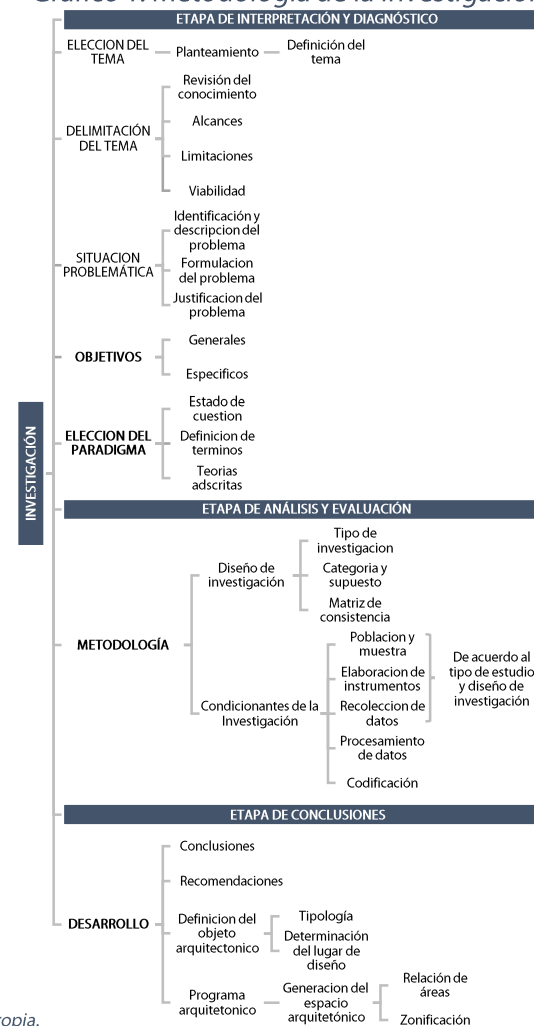 Gráfico 1: Metodología de la investigación
ETAPA DE INTERPRETACIÓN Y DIAGNÓSTICO
ELECCION DEL
TEMA
Planteamiento
Definición del
tema
DELIMITACIÓN
DEL TEMA
Revisión del
conocimiento
Alcances
Limitaciones
Viabilidad
SITUACION
PROBLEMÁTICA
Identificación y
descripcion del
problema
Formulacion
del problema
Justificacion del
problema
OBJETIVOS
Generales
Especificos
ELECCION DEL
PARADIGMA
Estado de
cuestion
Definicion de
terminos
Teorias
adscritas
INVESTIGACIÓN
ETAPA DE ANÁLISIS Y EVALUACIÓN
METODOLOGÍA
Diseño de
investigación
Tipo de
investigacion
Categoria y
supuesto
Matriz de
consistencia
Condicionantes de la
Investigación
Poblacion y
muestra
Elaboracion de
instrumentos
Recoleccion de
datos
Procesamiento
de datos
Codificación
De acuerdo al
tipo de estudio
y diseño de
investigación
ETAPA DE CONCLUSIONES
DESARROLLO
Conclusiones
Recomendaciones
Definicion del
objeto
arquitectonico
Tipología
Determinación
del lugar de
diseño
Programa
arquitetonico
Generacion del
espacio
arquitetónico
Relación de
áreas
Zonificación
ropia.